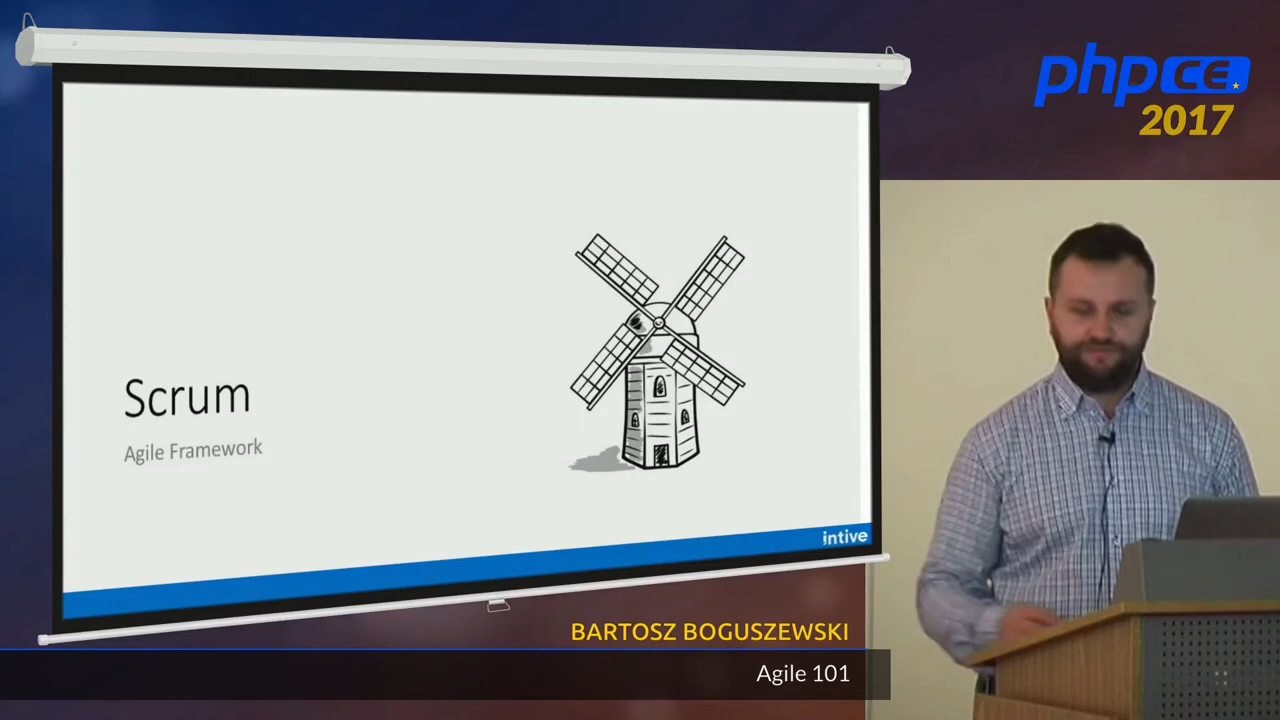 phpCE
2017
Scrum
Agile Framework
intive
BARTOSZ BOGUSZEWSKI
Agile 101